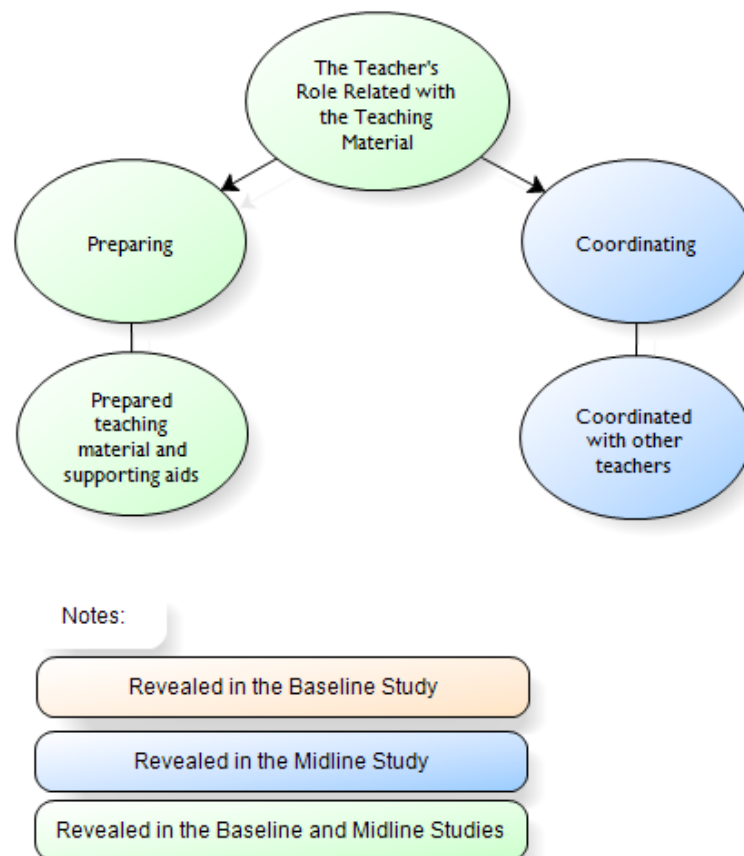 The Teacher's
Role Related with
the Teaching
Material
Preparing
Coordinating
Prepared
teaching
material and
supporting aids
Coordinated
with other
teachers
Notes:
Revealed in the Baseline Study
Revealed in the Midline Study
Revealed in the Baseline and Midline Studies